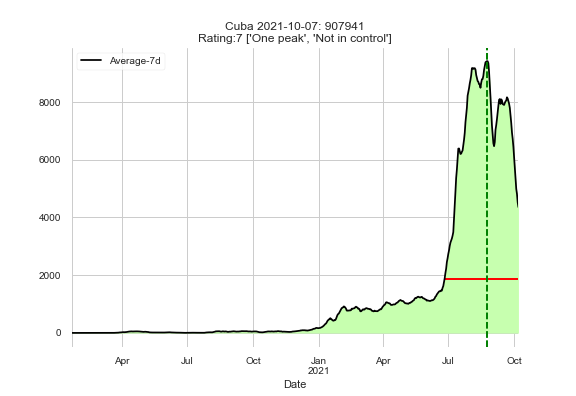 Cuba 2021-10-07: 907941
Rating:7 ['One peak', 'Not in control']
Average-7d
8000
6000
4000
2000
0
Apr Jul Oct Jan Apr Jul Oct
2021
Date